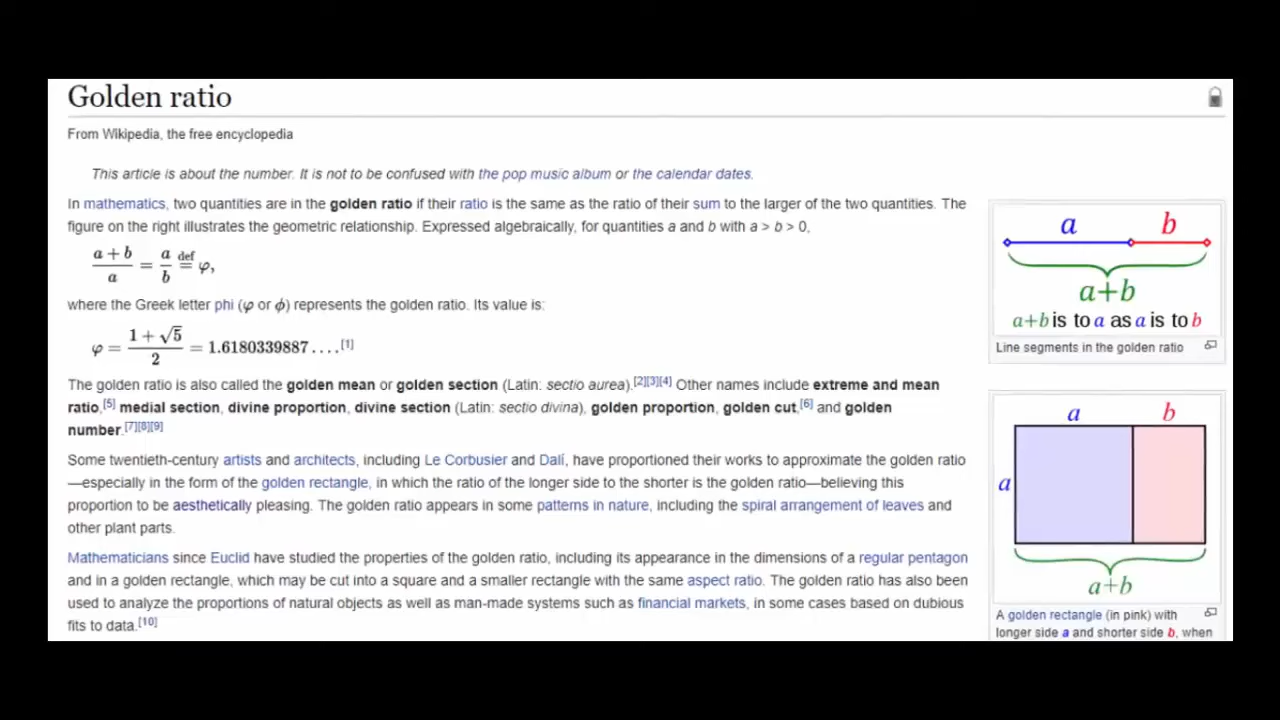 Golden ratio
From Wikipedia, the free encyclopedia
This article is about the number. It is not to be confused with the pop music album or the calendar dates.
In mathematics, two quantities are in the golden ratio if their ratio is the same as the ratio of their sum to the larger of the two quantities. The
figure on the right illustrates the geometric relationship. Expressed algebraically, for quantities a and b with a > b > 0,
a + b
a
=
a
b
def
= φ,
where the Greek letter phi (φ or ϕ) represents the golden ratio. Its value is:
φ = 1 + √5
2
= 1.6180339887....[1]
The golden ratio is also called the golden mean or golden section (Latin: sectio aurea).[2][3][4] Other names include extreme and mean
ratio,[5] medial section, divine proportion, divine section (Latin: sectio divina), golden proportion, golden cut,[6] and golden
number.[7][8][9]
Some twentieth-century artists and architects, including Le Corbusier and Dalí, have proportioned their works to approximate the golden ratio
—especially in the form of the golden rectangle, in which the ratio of the longer side to the shorter is the golden ratio—believing this
proportion to be aesthetically pleasing. The golden ratio appears in some patterns in nature, including the spiral arrangement of leaves and
other plant parts.
Mathematicians since Euclid have studied the properties of the golden ratio, including its appearance in the dimensions of a regular pentagon
and in a golden rectangle, which may be cut into a square and a smaller rectangle with the same aspect ratio. The golden ratio has also been
used to analyze the proportions of natural objects as well as man-made systems such as financial markets, in some cases based on dubious
fits to data.[10]
a b
a+b
a+b is to a as a is to b
Line segments in the golden ratio
a b
a
a+b
A golden rectangle (in pink) with
longer side a and shorter side b, when